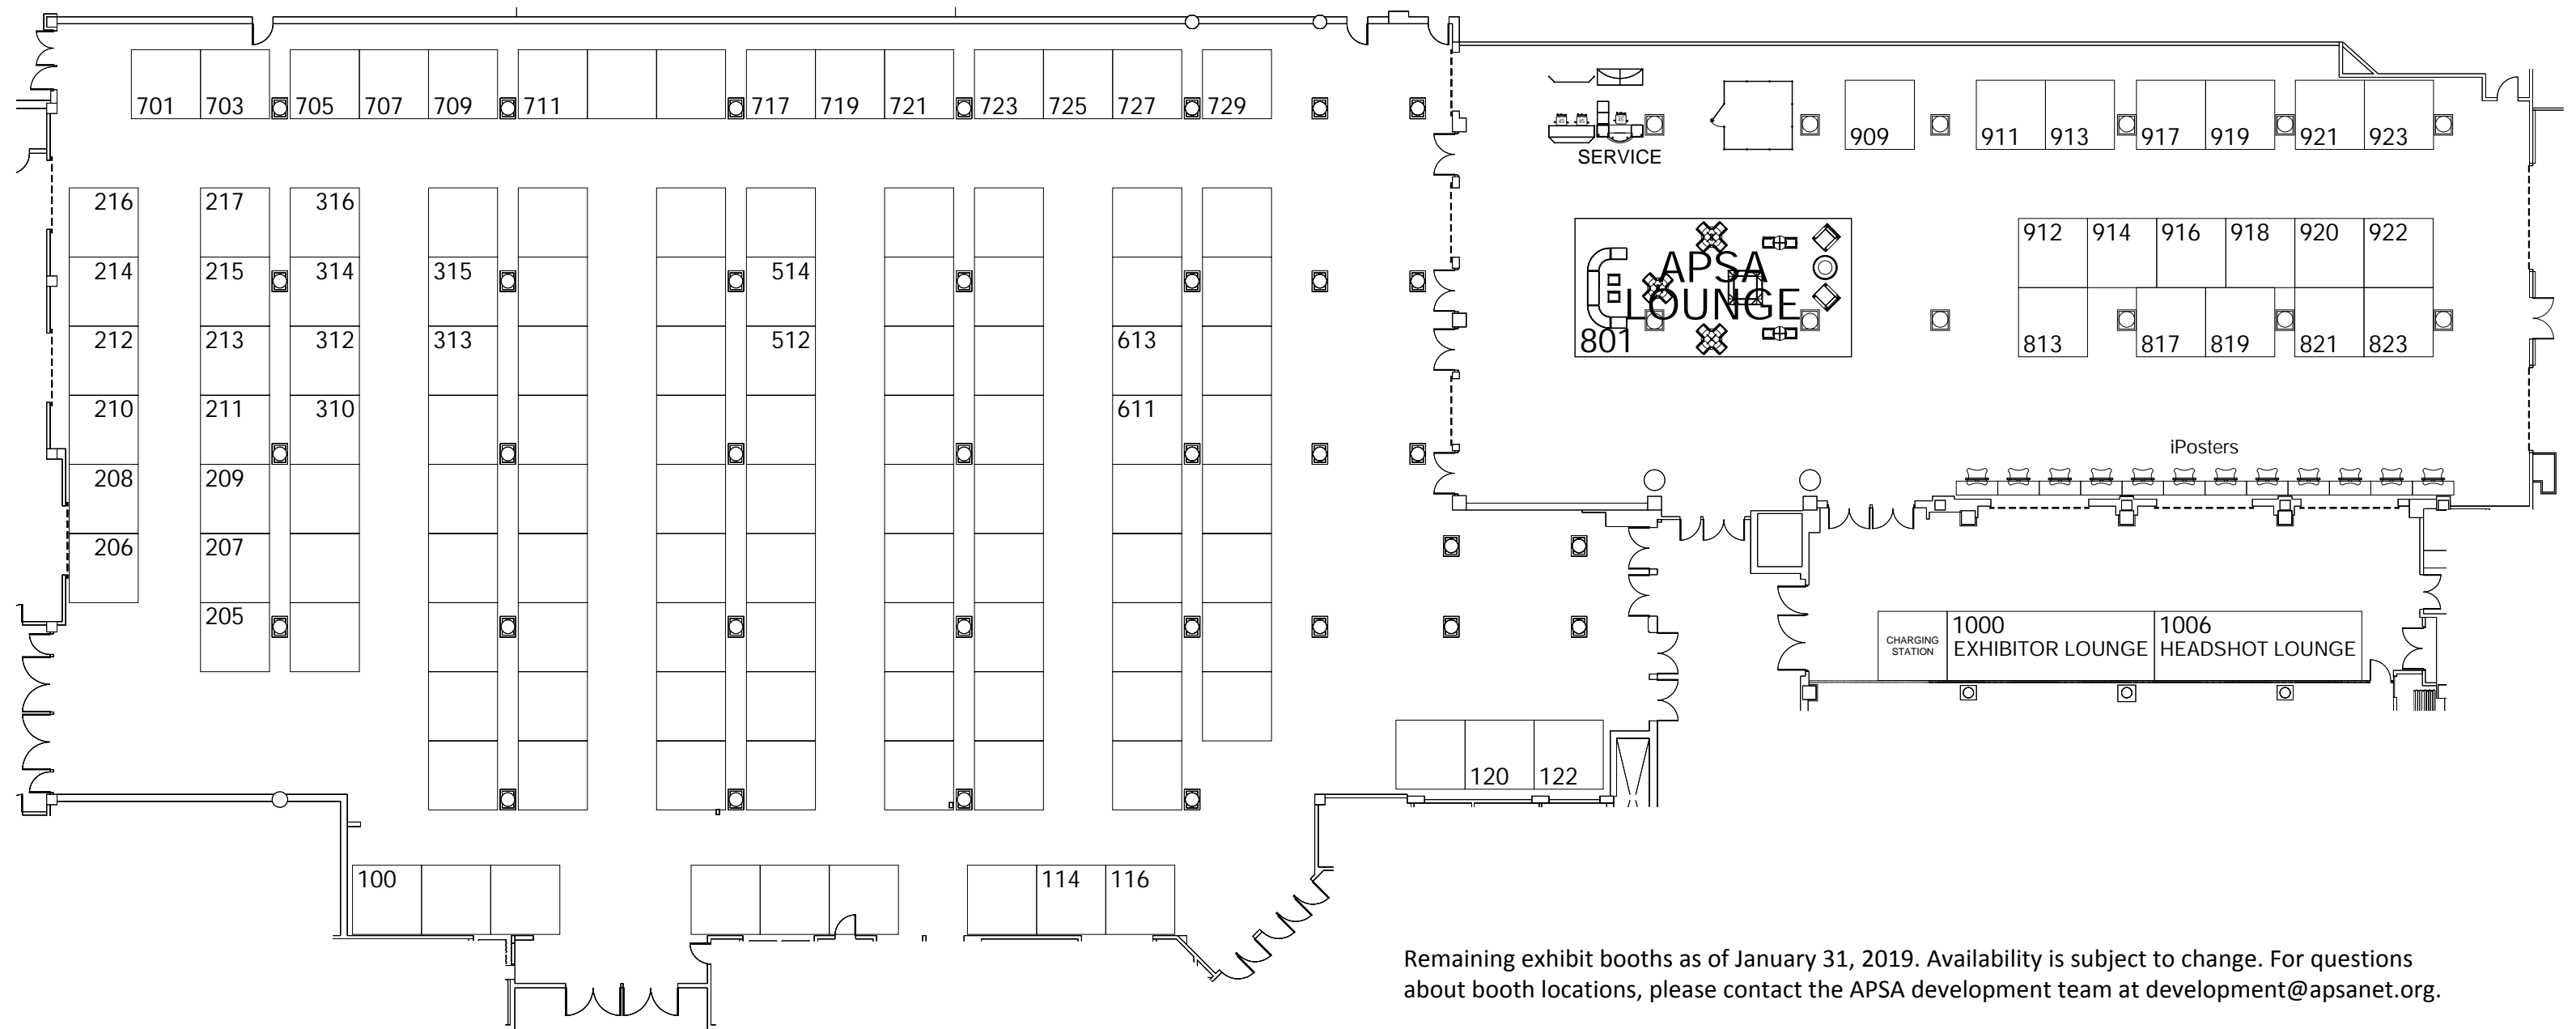 701 703 705 707 709 711 717 719 721 723 725 727 729
SERVICE
909 911 913 917 919 921 923
216 217 316
214 215 314 315 514
212 213 312 313 512 613
210 211 310 611
208 209
206 207
205
APSA
LOUNGE
801
912 914 916 918 920 922
813 817 819 821 823
iPosters
CHARGING
STATION
1000
EXHIBITOR LOUNGE
1006
HEADSHOT LOUNGE
120 122
100 114 116
Remaining exhibit booths as of January 31, 2019. Availability is subject to change. For questions
about booth locations, please contact the APSA development team at development@apsanet.org.